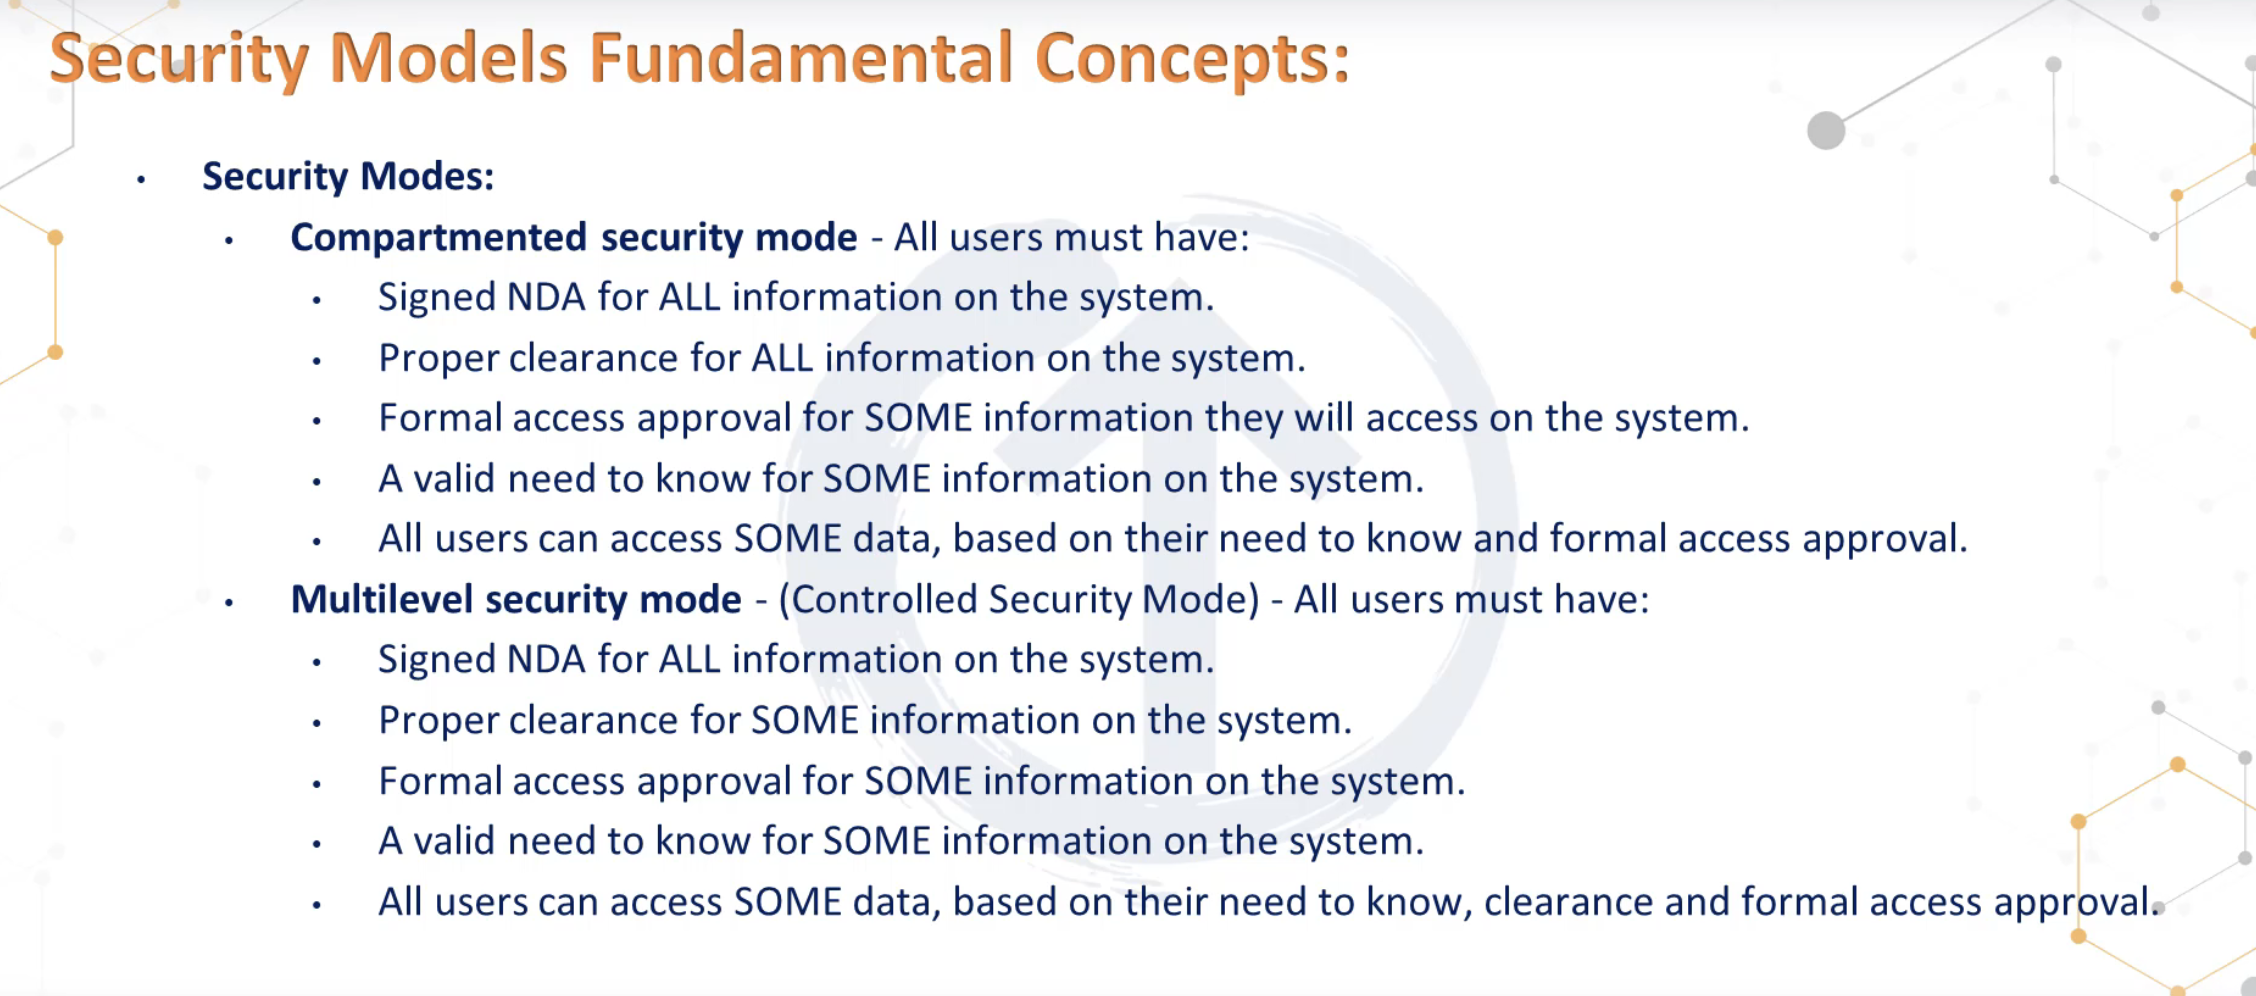 Security Models Fundamental Concepts:
• Security Modes:
• Compartmented security mode - All users must have:
• Signed NDA for ALL information on the system.
• Proper clearance for ALL information on the system.
• Formal access approval for SOME information they will access on the system.
• A valid need to know for SOME information on the system.
• All users can access SOME data, based on their need to know and formal access approval.
• Multilevel security mode - (Controlled Security Mode) - All users must have:
• Signed NDA for ALL information on the system.
• Proper clearance for SOME information on the system.
• Formal access approval for SOME information on the system.
• A valid need to know for SOME information on the system.
• All users can access SOME data, based on their need to know, clearance and formal access approval.